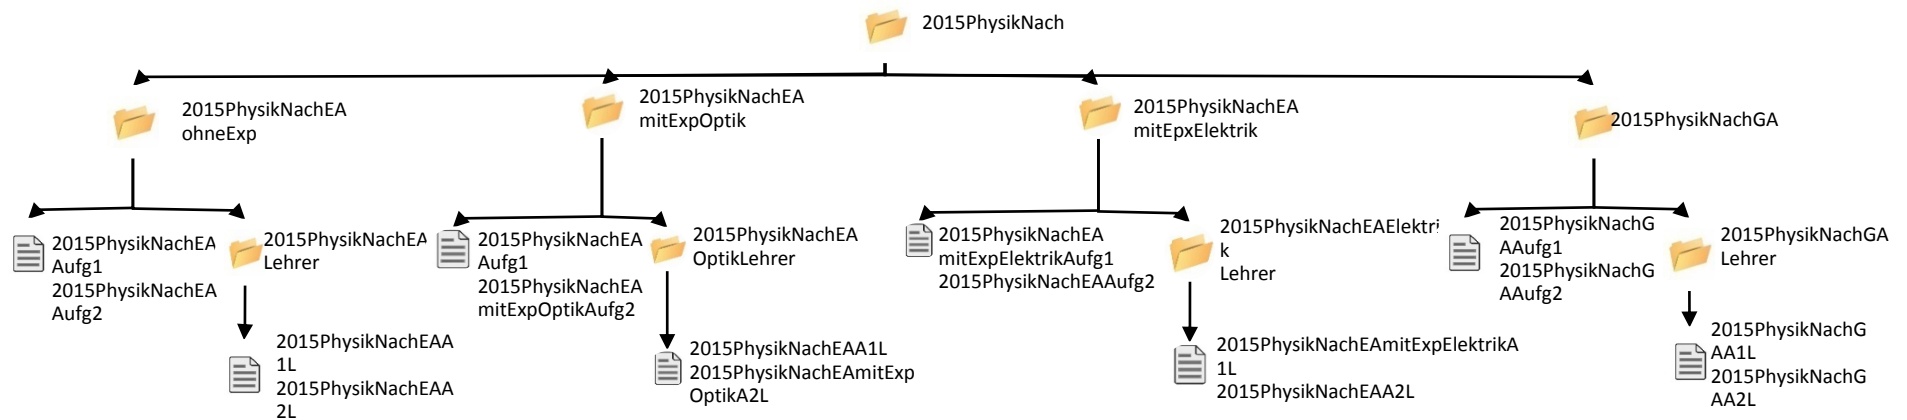 2015PhysikNach
2015PhysikNachEA
ohneExp
2015PhysikNachEA
mitExpOptik
2015PhysikNachEA
mitEpxElektrik
2015PhysikNachGA
2015PhysikNachEA
Aufg1
2015PhysikNachEA
Aufg2
2015PhysikNachEA
Lehrer
2015PhysikNachEA
Aufg1
2015PhysikNachEA
mitExpOptikAufg2
2015PhysikNachEA
OptikLehrer
2015PhysikNachEA
mitExpElektrikAufg1
2015PhysikNachEAAufg2
2015PhysikNachEAElektri
k
Lehrer
2015PhysikNachG
AAufg1
2015PhysikNachG
AAufg2
2015PhysikNachGA
Lehrer
2015PhysikNachEAA
1L
2015PhysikNachEAA
2L
2015PhysikNachEAA1L
2015PhysikNachEAmitExp
OptikA2L
2015PhysikNachEAmitExpElektrikA
1L
2015PhysikNachEAA2L
2015PhysikNachG
AA1L
2015PhysikNachG
AA2L